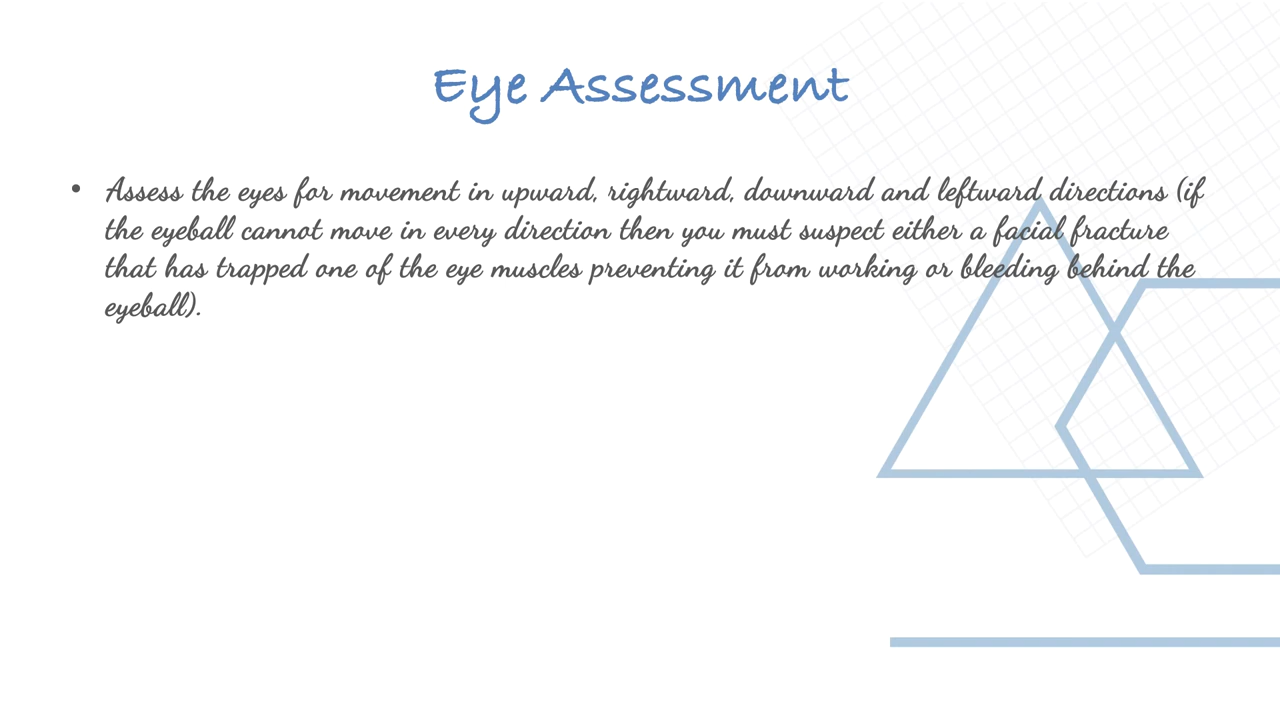 Eye Assessment
• Assess the eyes for movement in upward, rightward, downward and leftward directions (if
the eyeball cannot move in every direction then you must suspect either a facial fracture
that has trapped one of the eye muscles preventing it from working or bleeding behind the
eyeball).